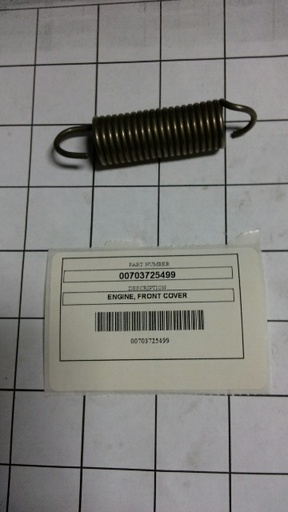 PART NUMBER
00703725499
DESCRIPTION
ENGINE, FRONT COVER
00703725499